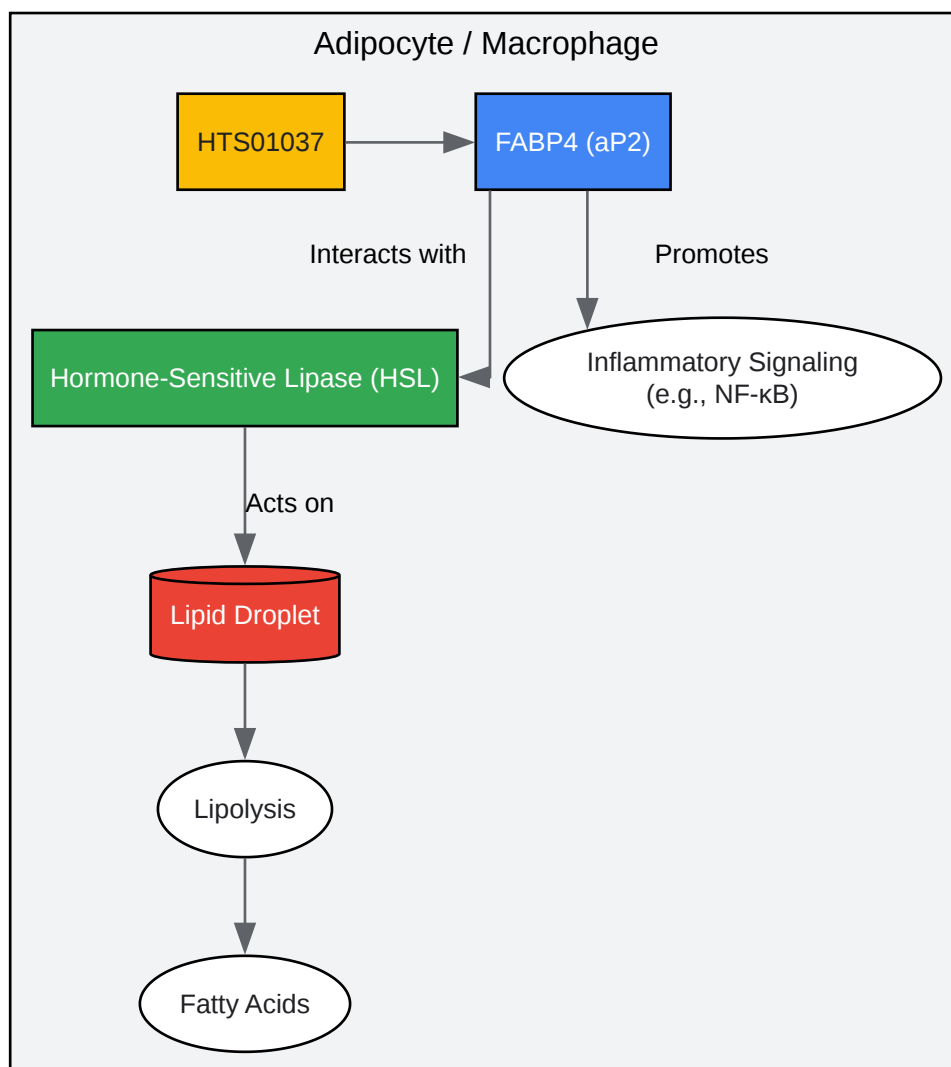 Adipocyte / Macrophage
HTS01037
FABP4 (aP2)
Interacts with
Promotes
Hormone-Sensitive Lipase (HSL)
Inflammatory Signaling
(e.g., NF-κB)
Acts on
Lipid Droplet
Lipolysis
Fatty Acids